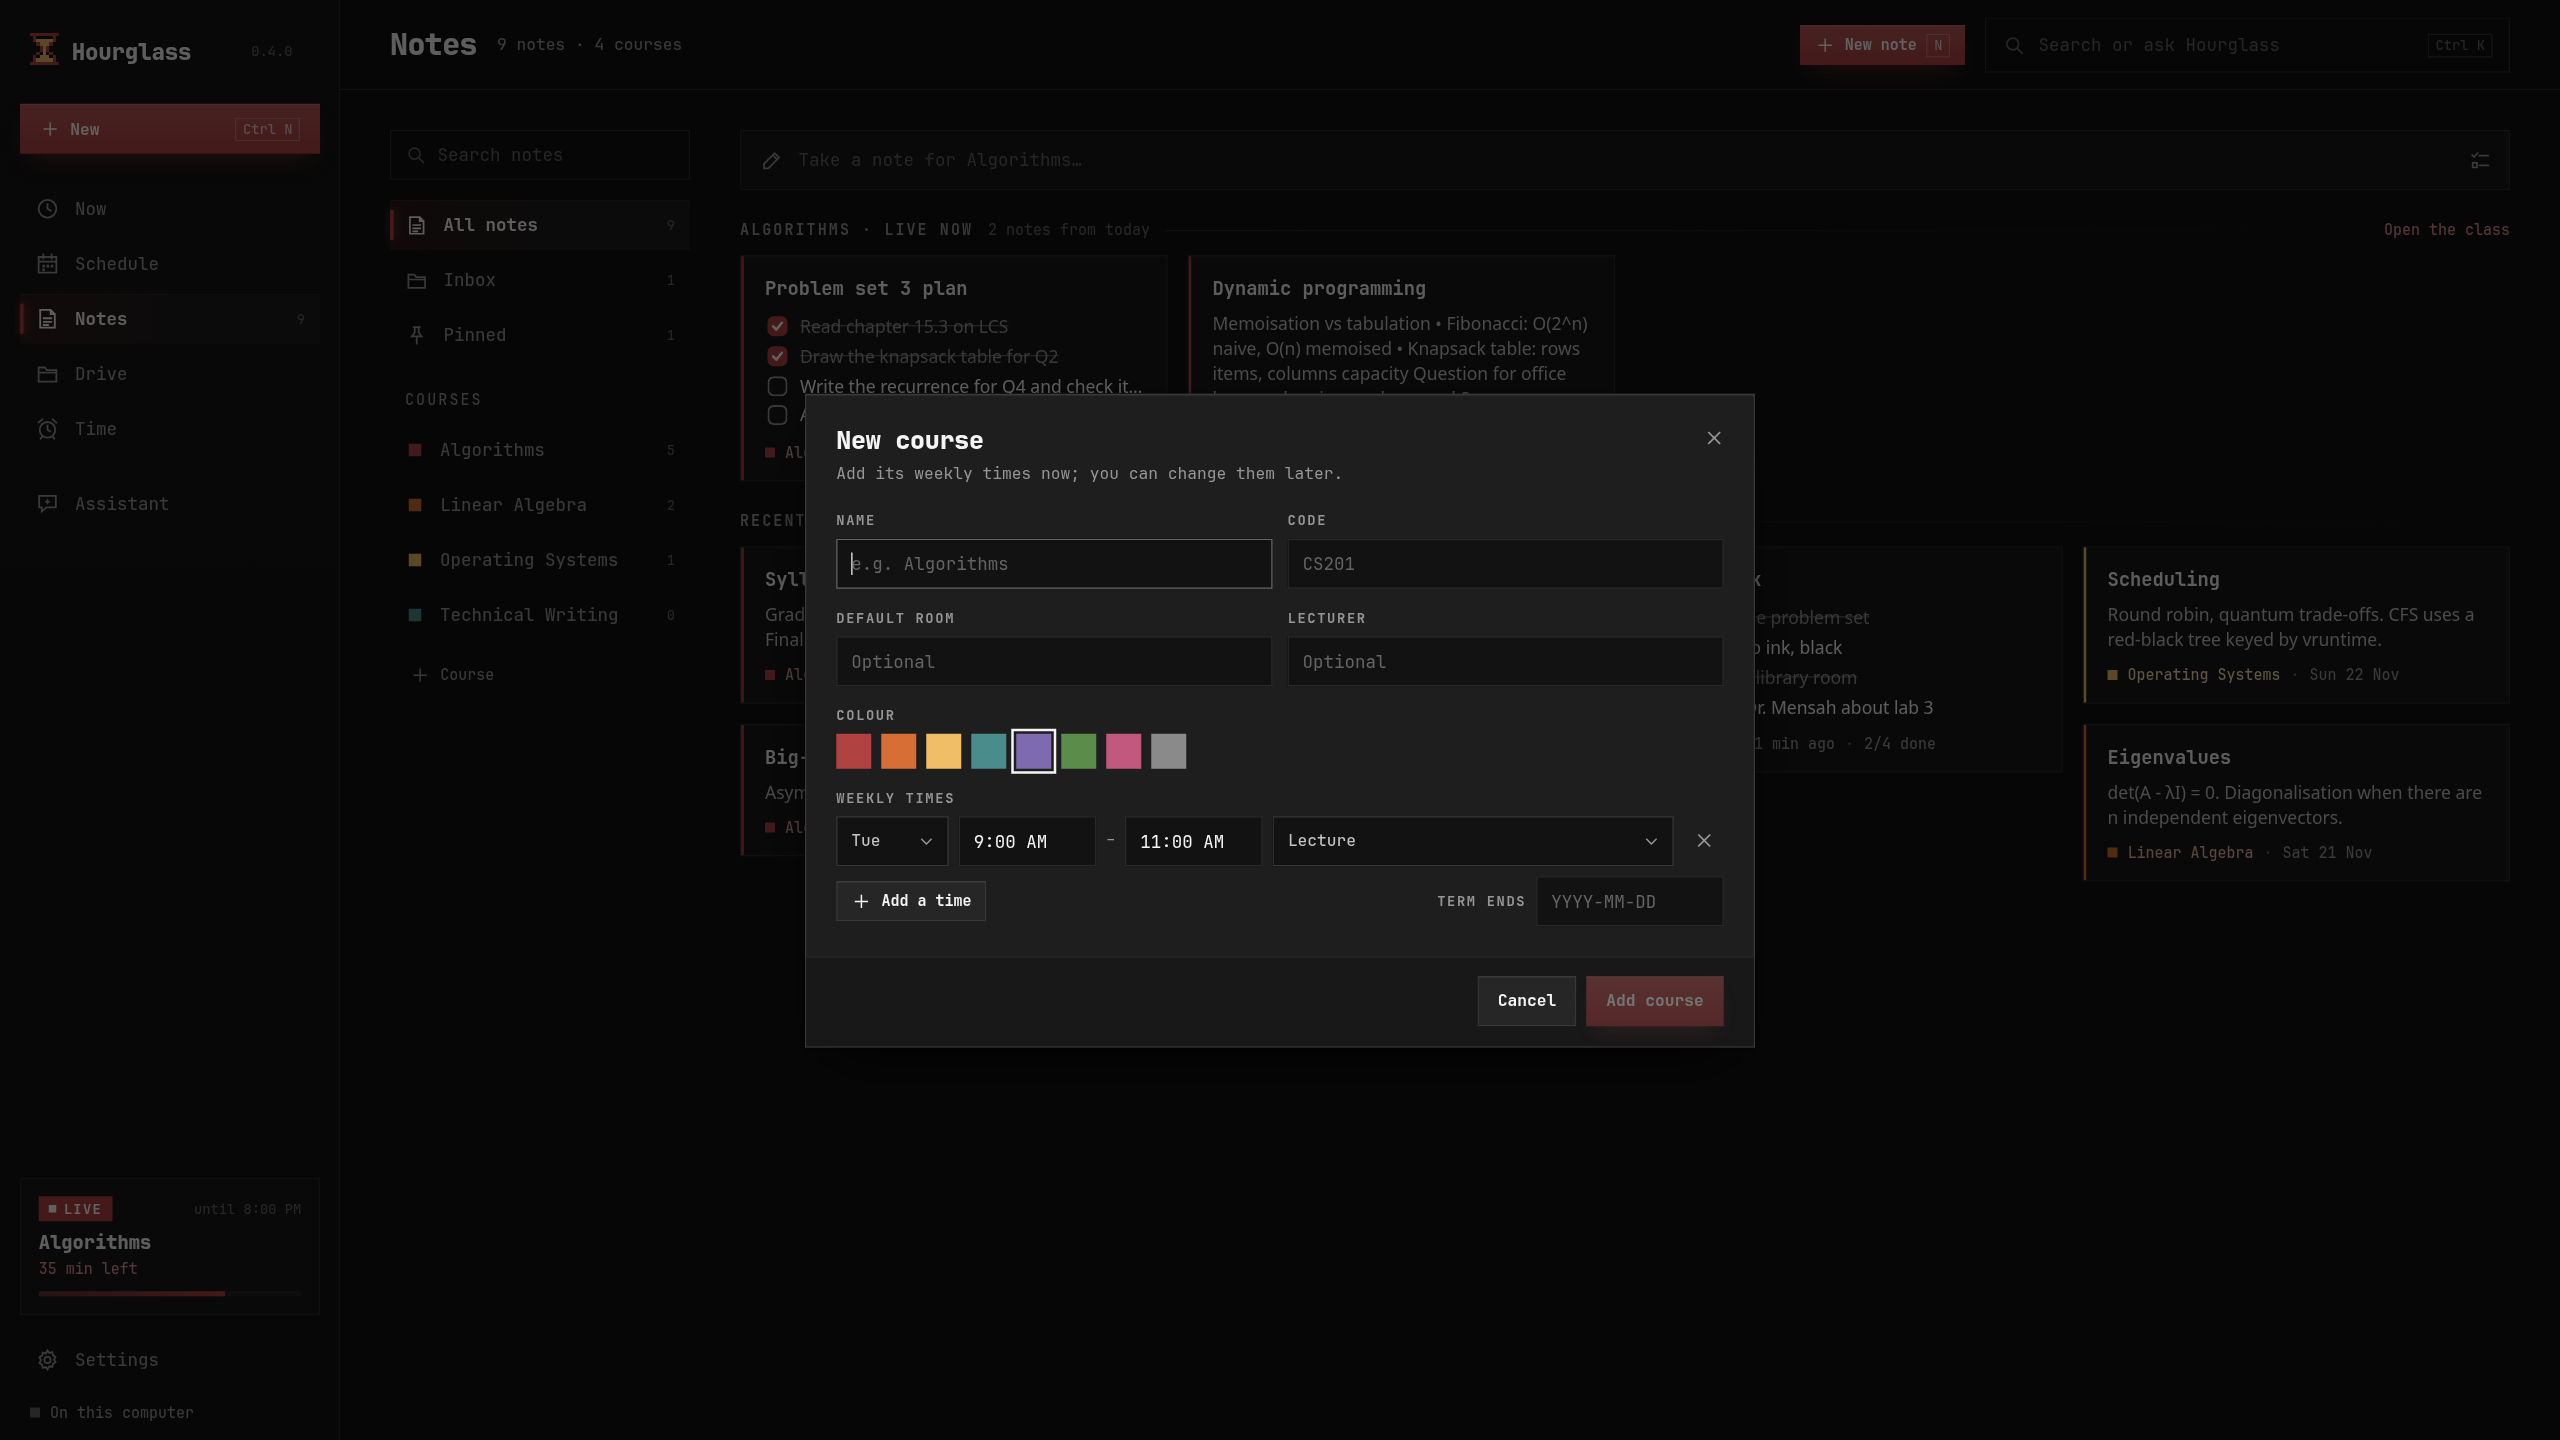 Hourglass
0.4.0
New
Ctrl N
Now
Schedule
Notes
9
Drive
Time
Assistant
LIVE
until 8:00 PM
Algorithms
35 min left
Settings
On this computer
Notes
9 notes · 4 courses
New note
N
Search or ask Hourglass
Ctrl K
Search notes
All notes
9
Inbox
1
Pinned
1
COURSES
Algorithms
5
Linear Algebra
2
Operating Systems
1
Technical Writing
0
Course
Take a note for Algorithms…
ALGORITHMS · LIVE NOW
2 notes from today
Open the class
Problem set 3 plan
Read chapter 15.3 on LCS
Draw the knapsack table for Q2
Write the recurrence for Q4 and check it...
Dynamic programming
Memoisation vs tabulation • Fibonacci: O(2^n)
naive, O(n) memoised • Knapsack table: rows
items, columns capacity Question for office
RECENT
Grad
Final
problem set
ink, black
library room
Mensah about lab 3
1 min ago · 2/4 done
Scheduling
Round robin, quantum trade-offs. CFS uses a
red-black tree keyed by vruntime.
Operating Systems · Sun 22 Nov
Eigenvalues
det(A - λI) = 0. Diagonalisation when there are
n independent eigenvectors.
Linear Algebra · Sat 21 Nov
New course
Add its weekly times now; you can change them later.
NAME
CODE
e.g. Algorithms
CS201
DEFAULT ROOM
LECTURER
Optional
Optional
COLOUR
WEEKLY TIMES
Tue
9:00 AM
–
11:00 AM
Lecture
Add a time
TERM ENDS
YYYY-MM-DD
Cancel
Add course